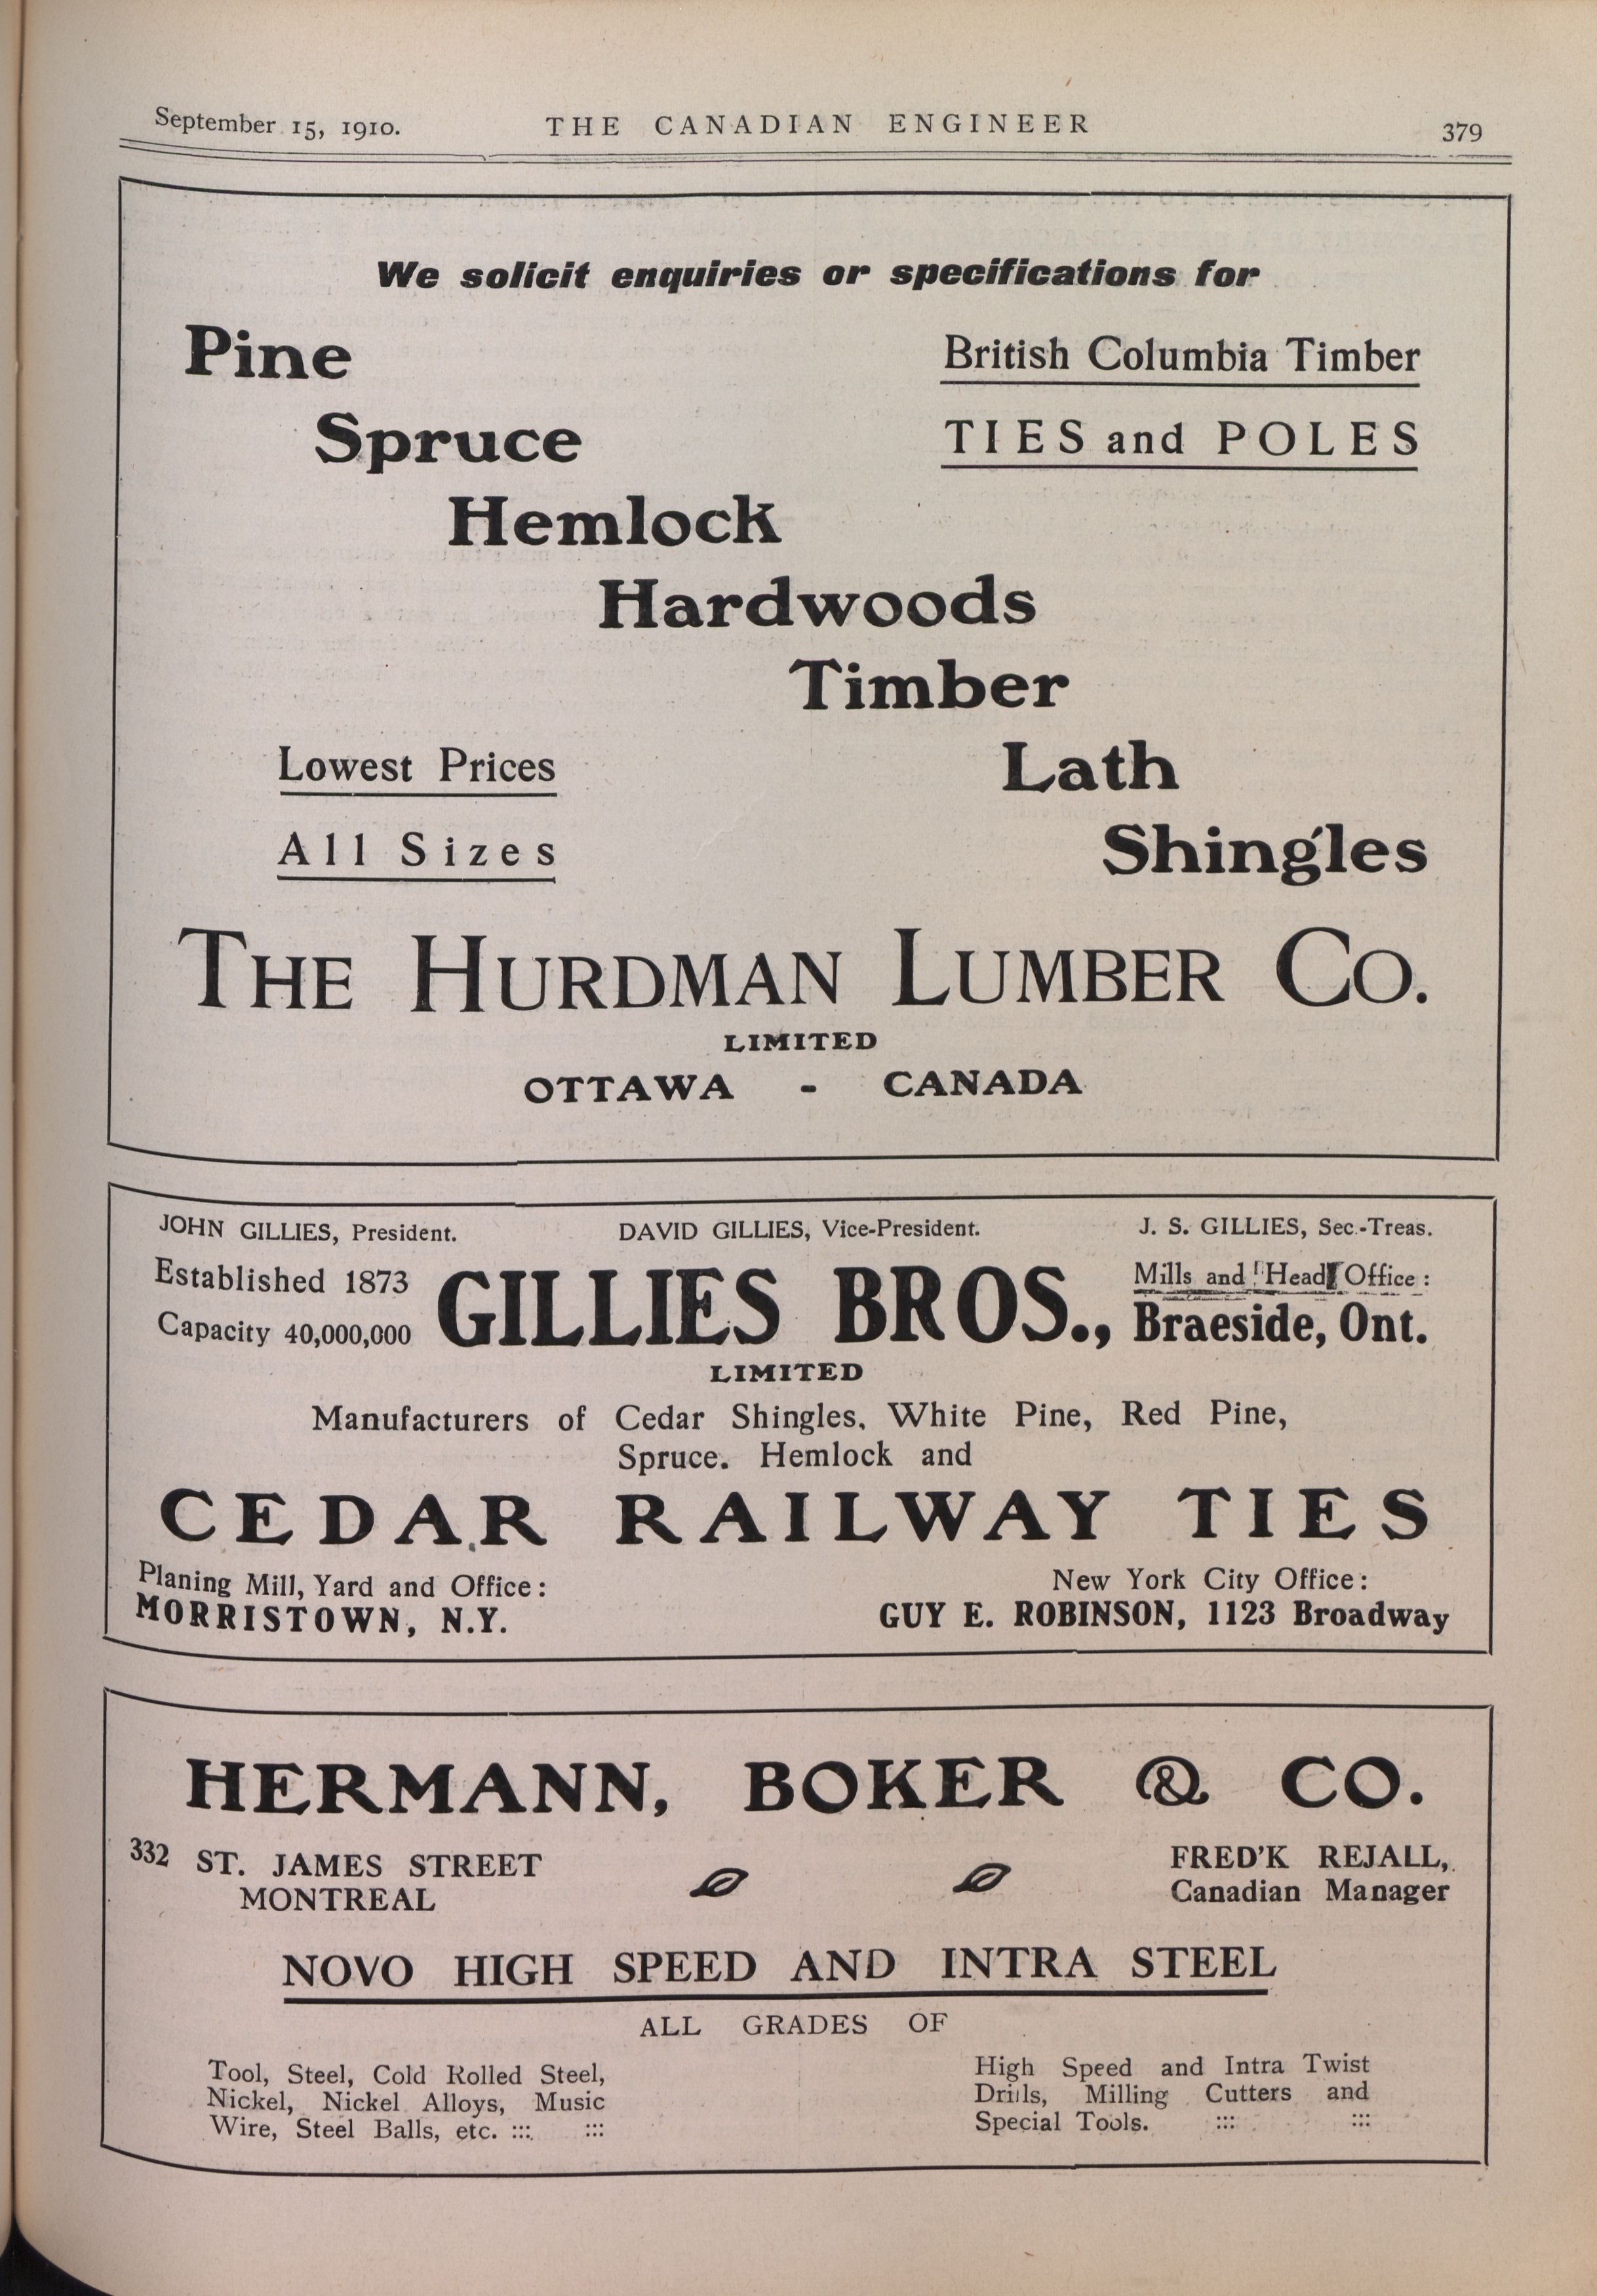 September 15, 1910.
THE CANADIAN ENGINEER
379
We solicit enquiries or specifications for
Pine
British Columbia Timber
Spruce
TIES and POLES
Hemlock
Hardwoods
Timber
Lowest Prices
Lath
All Sizes
Shingles
THE HURDMAN LUMBER CO.
LIMITED
OTTAWA - CANADA
JOHN GILLIES, President.
DAVID GILLIES, Vice-President.
J. S. GILLIES, Sec.-Treas.
Established 1873
Capacity 40,000,000
GILLIES BROS.,
Mills and Head Office:
Braeside, Ont.
LIMITED
Manufacturers of Cedar Shingles, White Pine, Red Pine,
Spruce. Hemlock and
CEDAR RAILWAY TIES
Planing Mill, Yard and Office:
MORRISTOWN, N.Y.
New York City Office:
GUY E. ROBINSON, 1123 Broadway
HERMANN, BOKER & CO.
332 ST. JAMES STREET
MONTREAL
FRED'K REJALL,
Canadian Manager
NOVO HIGH SPEED AND INTRA STEEL
ALL GRADES OF
Tool, Steel, Cold Rolled Steel,
Nickel, Nickel Alloys, Music
Wire, Steel Balls, etc. ::: :::
High Speed and Intra Twist
Drills, Milling Cutters and
Special Tools. ::: :::